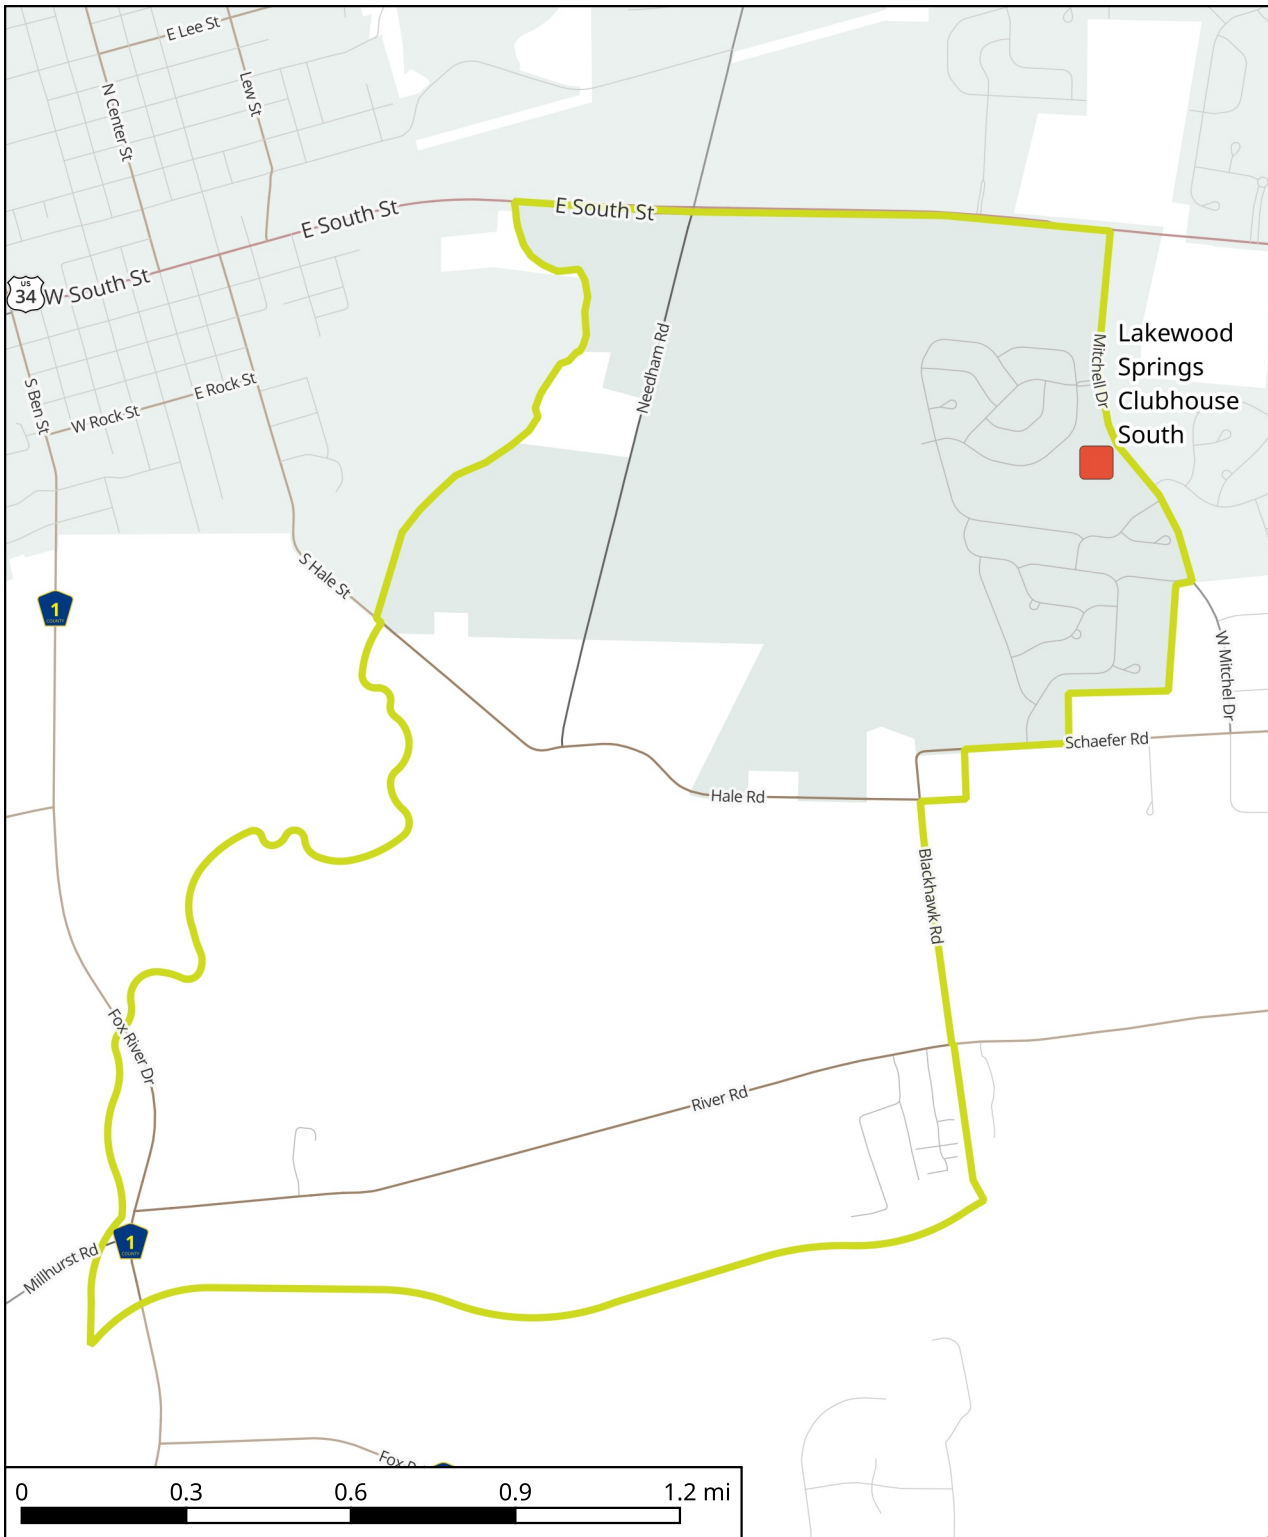 E Lee St
Lew St
N Center St
E South St
E South St
US
34
W South St
Needham Rd
Mitchell Dr
Lakewood
Springs
Clubhouse
South
S Ben St
E Rock St
W Rock St
S Hale St
1
COUNTY
W Mitchel Dr
Schaefer Rd
Hale Rd
Blackhawk Rd
Fox River Dr
River Rd
1
COUNTY
Millhurst Rd
Fox
0
0.3
0.6
0.9
1.2 mi